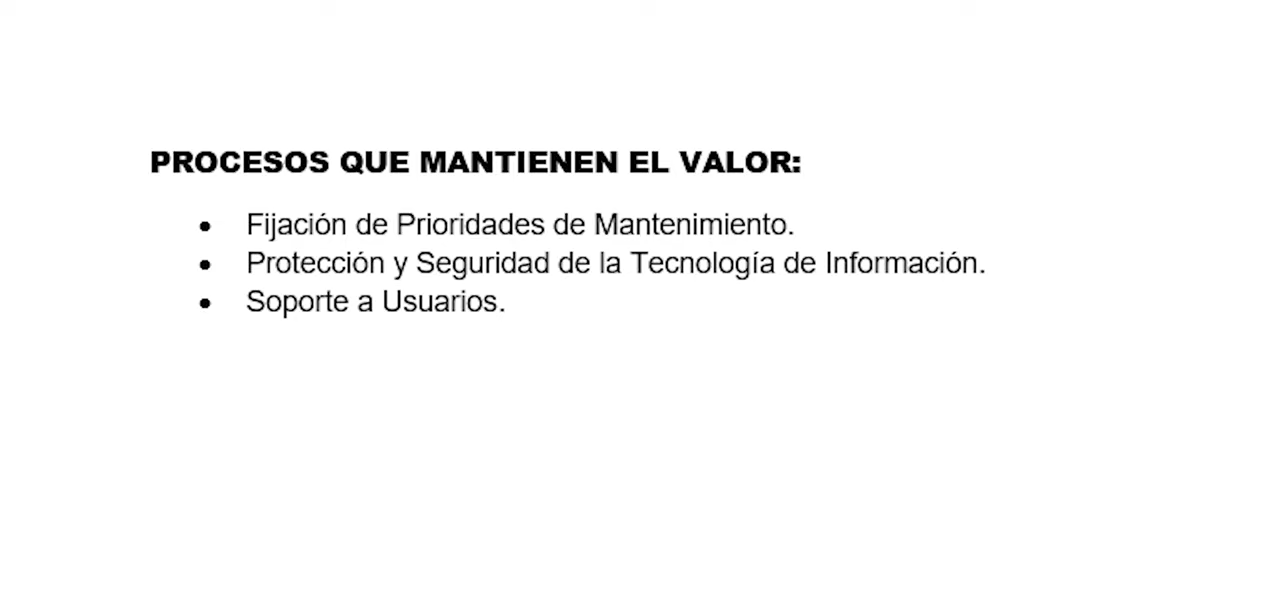 PROCESOS QUE MANTIENEN EL VALOR:
• Fijación de Prioridades de Mantenimiento.
• Protección y Seguridad de la Tecnología de Información.
• Soporte a Usuarios.